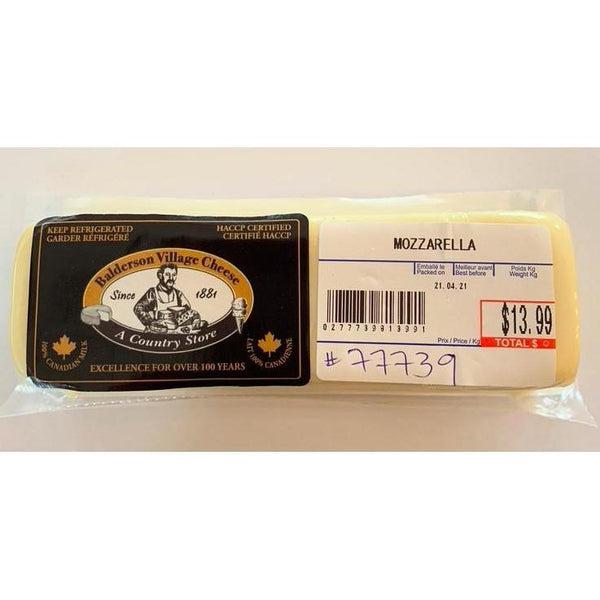 KEEP REFRIGERATED
GARDER RÉFRIGÉRÉ
HACCP CERTIFIED
CERTIFIÉ HACCP
Balderson Village Cheese
Since 1881
A Country Store
100% CANADIAN MILK
LAIT 100% CANADIENNE
EXCELLENCE FOR OVER 100 YEARS
MOZZARELLA
Emballé le
Packed on
Meilleur avant
Best before
Poids Kg
Weight Kg
21.04.21
0277739813991
$13.99
TOTAL $
Prix / Price / Kg
#77739